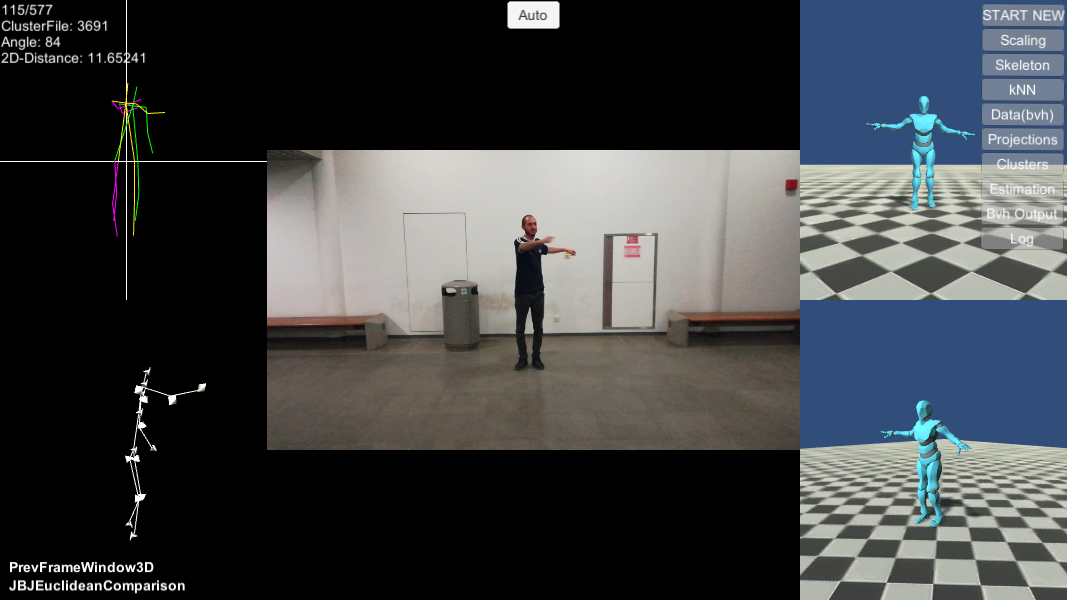 115/577
ClusterFile: 3691
Angle: 84
2D-Distance: 11.65241
Auto
START NEW
Scaling
Skeleton
kNN
Data(bvh)
Projections
Clusters
Estimation
Bvh Output
Log
PrevFrameWindow3D
JBJEuclideanComparison